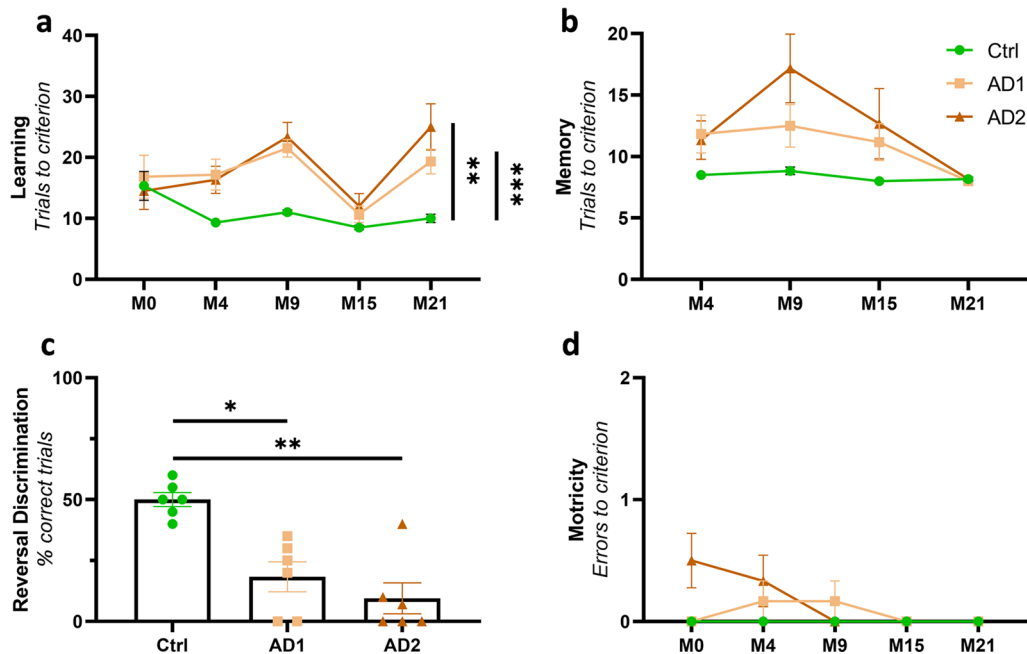 a
Learning
Trials to criterion
40
30
20
10
0
M0 M4 M9 M15 M21
**
***
b
Memory
Trials to criterion
20
15
10
5
0
M4 M9 M15 M21
Ctrl
AD1
AD2
c
Reversal Discrimination
% correct trials
100
50
0
*
**
Ctrl AD1 AD2
d
Motricity
Errors to criterion
2
1
0
M0 M4 M9 M15 M21